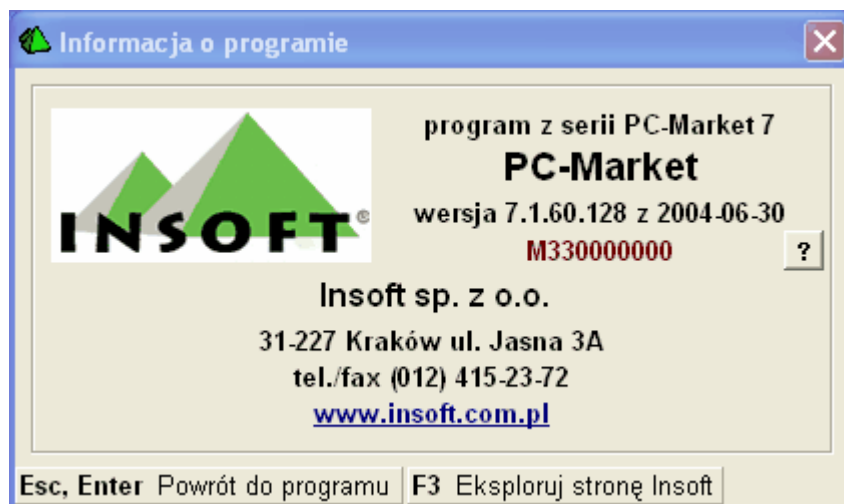 Informacja o programie
INSOFT®
program z serii PC-Market 7
PC-Market
wersja 7.1.60.128 z 2004-06-30
M330000000
?
Insoft sp. z o.o.
31-227 Kraków ul. Jasna 3A
tel./fax (012) 415-23-72
www.insoft.com.pl
Esc, Enter Powrót do programu F3 Eksploruj stronę Insoft